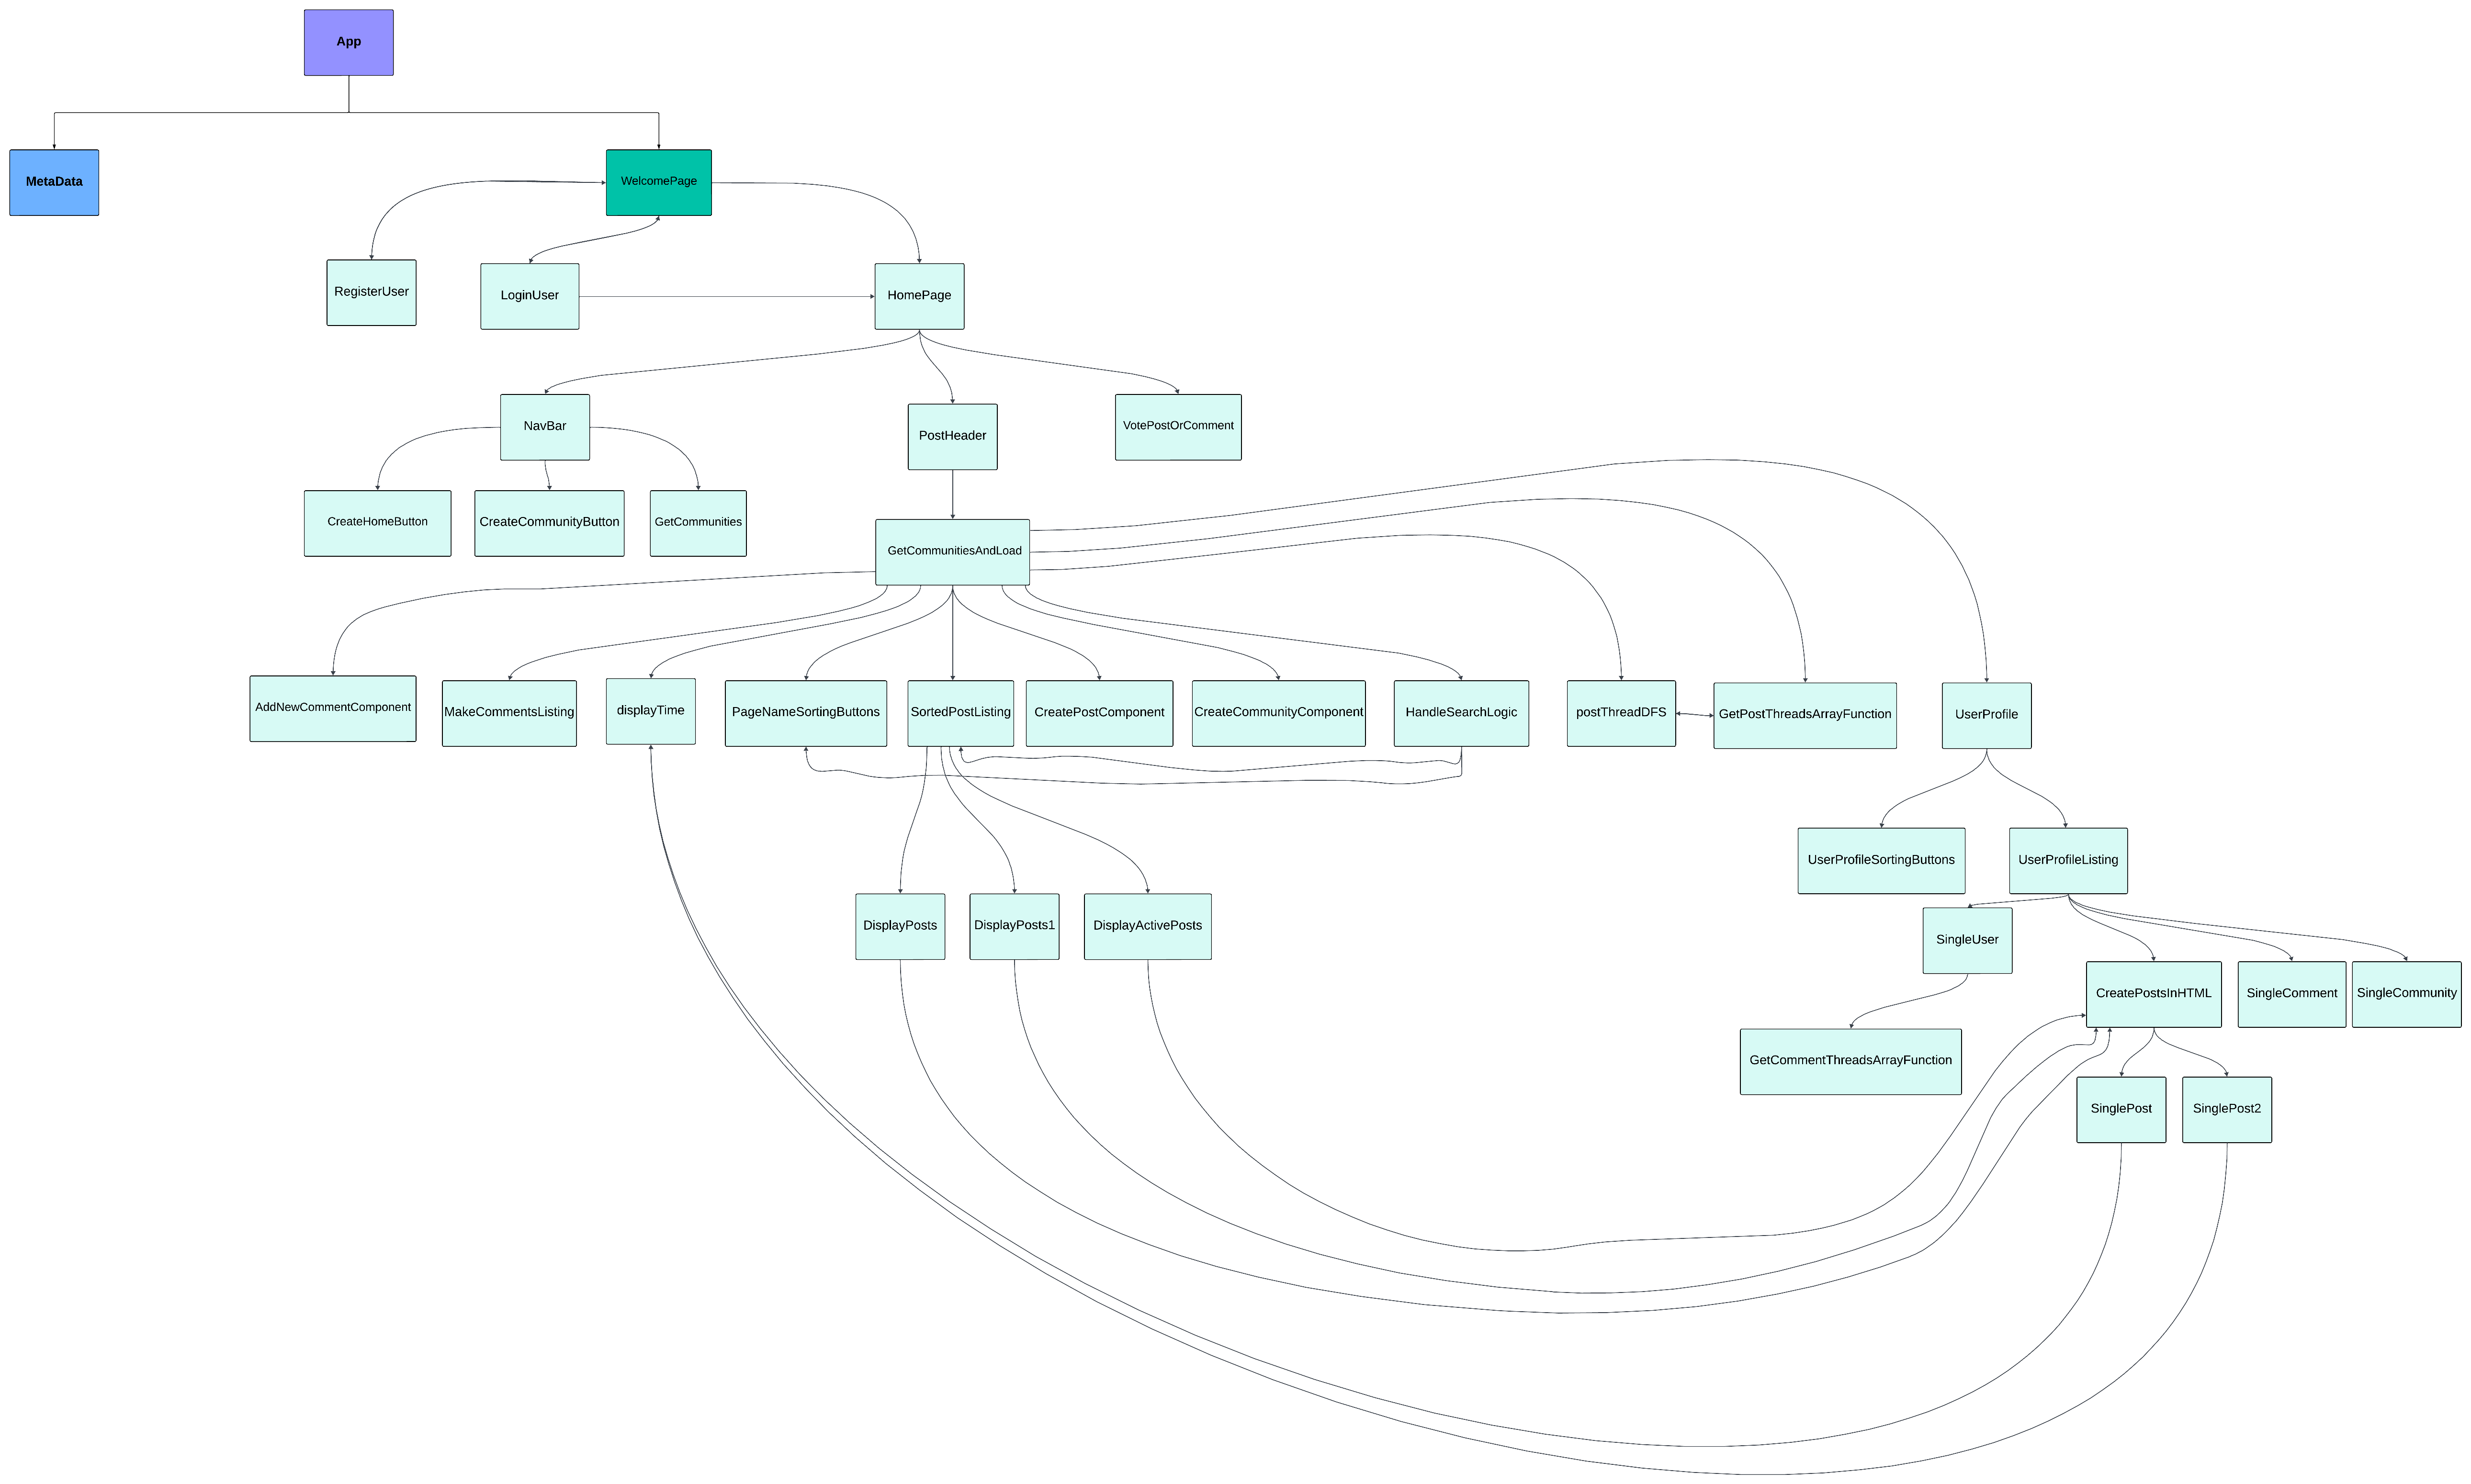 App
MetaData
WelcomePage
RegisterUser
LoginUser
HomePage
NavBar
PostHeader
VotePostOrComment
CreateHomeButton
CreateCommunityButton
GetCommunities
GetCommunitiesAndLoad
AddNewCommentComponent
MakeCommentsListing
displayTime
PageNameSortingButtons
SortedPostListing
CreatePostComponent
CreateCommunityComponent
HandleSearchLogic
postThreadDFS
GetPostThreadsArrayFunction
UserProfile
UserProfileSortingButtons
UserProfileListing
DisplayPosts
DisplayPosts1
DisplayActivePosts
SingleUser
CreatePostsInHTML
SingleComment
SingleCommunity
GetCommentThreadsArrayFunction
SinglePost
SinglePost2